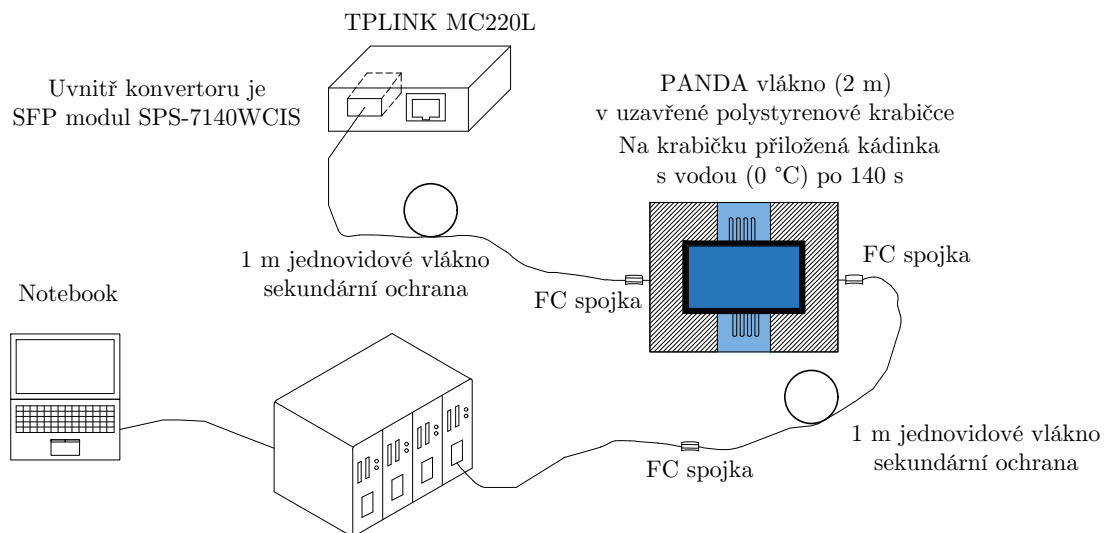 TPLINK MC220L
Uvnitř konvertoru je
SFP modul SPS-7140WCIS
PANDA vlákno (2 m)
v uzavřené polystyrenové krabičce
Na krabičku přiložená kádinka
s vodou (0 °C) po 140 s
1 m jednovidové vlákno
sekundární ochrana
FC spojka
FC spojka
Notebook
1 m jednovidové vlákno
sekundární ochrana
FC spojka